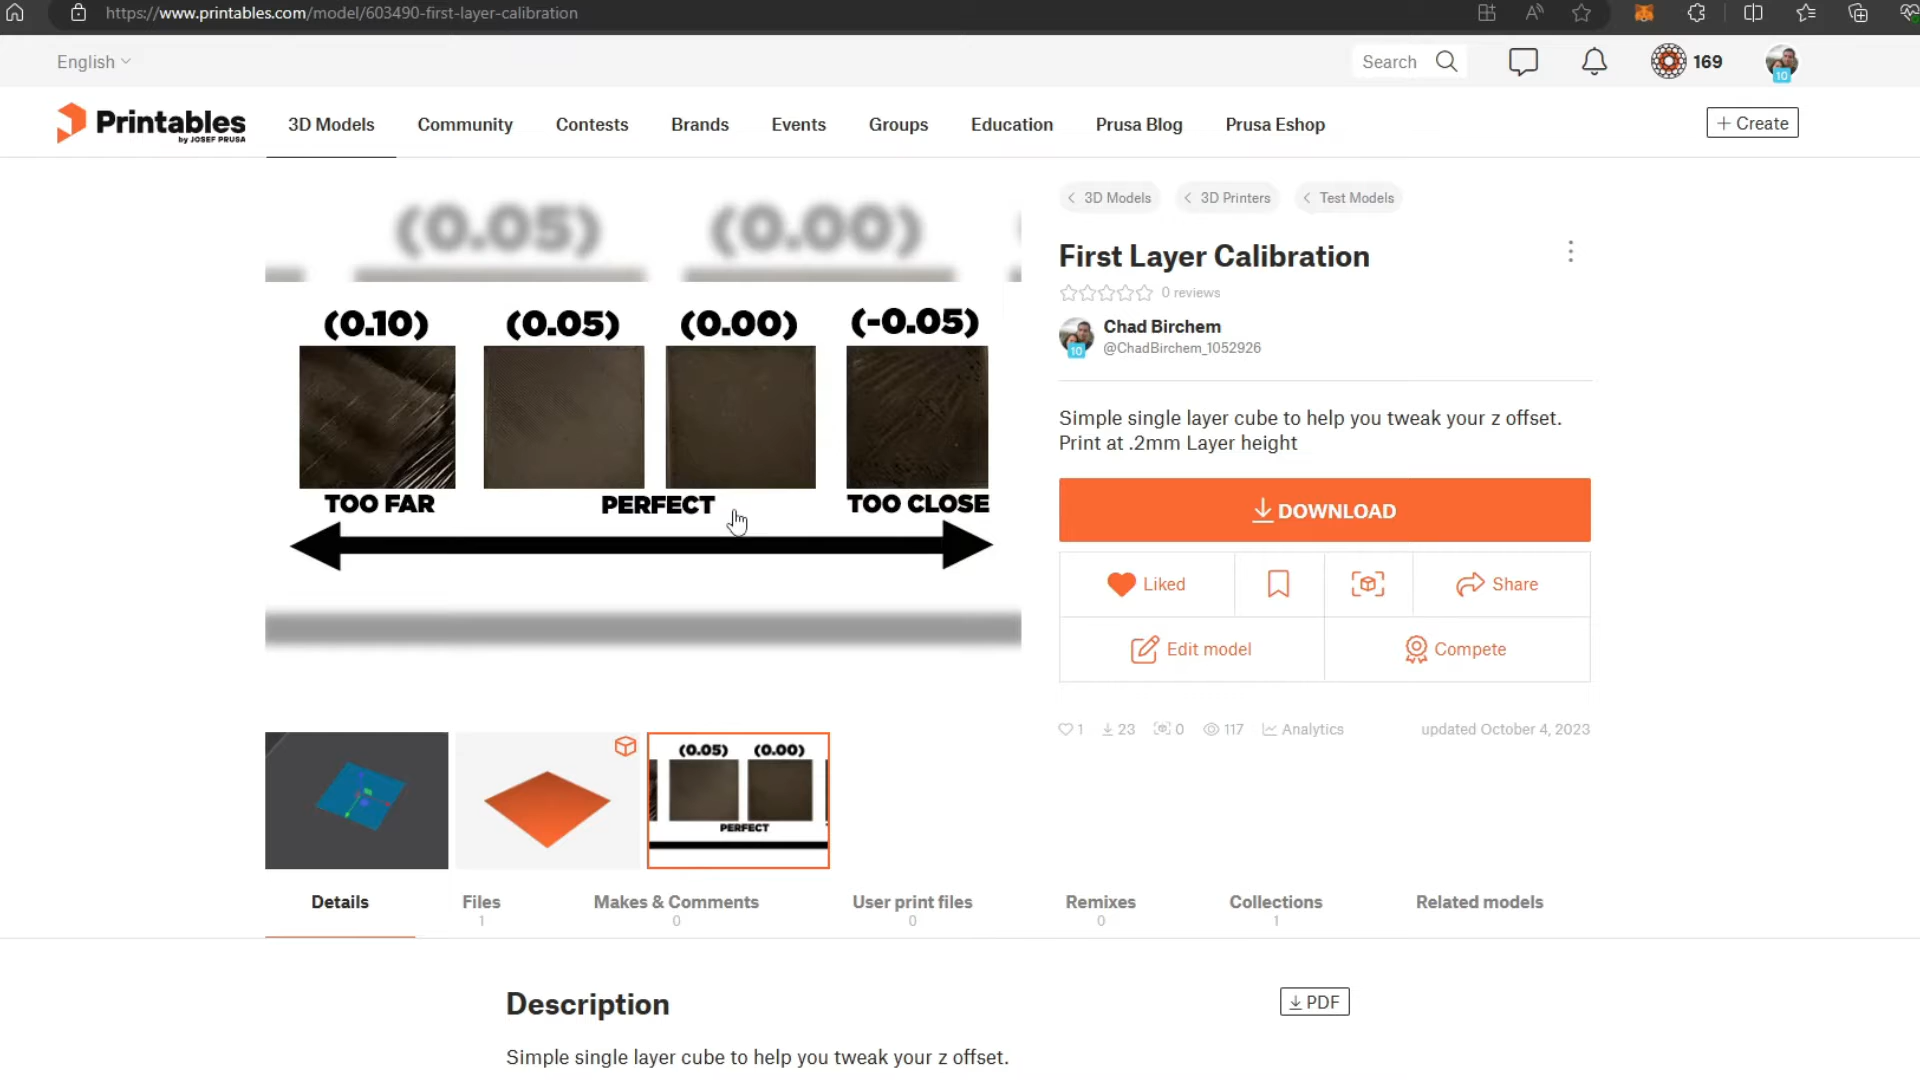 https://www.printables.com/model/603490-first-layer-calibration
English
Search
169
10
Printables
by JOSEF PRUSA
3D Models
Community
Contests
Brands
Events
Groups
Education
Prusa Blog
Prusa Eshop
+ Create
(0.05) (0.00)
(0.10) (0.05) (0.00) (-0.05)
TOO FAR PERFECT TOO CLOSE
3D Models
3D Printers
Test Models
First Layer Calibration
0 reviews
Chad Birchem
10
@ChadBirchem_1052926
Simple single layer cube to help you tweak your z offset.
Print at .2mm Layer height
DOWNLOAD
Liked
Share
Edit model
Compete
1 23 0 117 Analytics updated October 4, 2023
(0.05) (0.00)
PERFECT
Details
Files
1
Makes & Comments
0
User print files
0
Remixes
0
Collections
1
Related models
Description
PDF
Simple single layer cube to help you tweak your z offset.